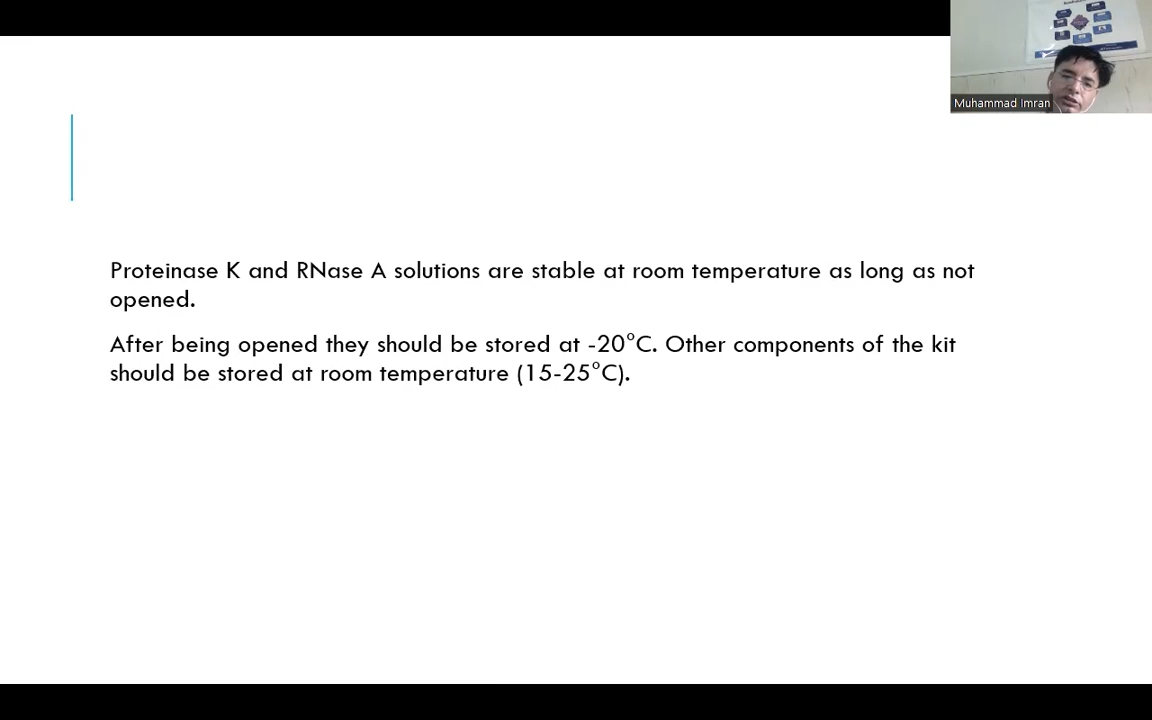 Muhammad Imran
Proteinase K and RNase A solutions are stable at room temperature as long as not
opened.
After being opened they should be stored at -20°C. Other components of the kit
should be stored at room temperature (15-25°C).